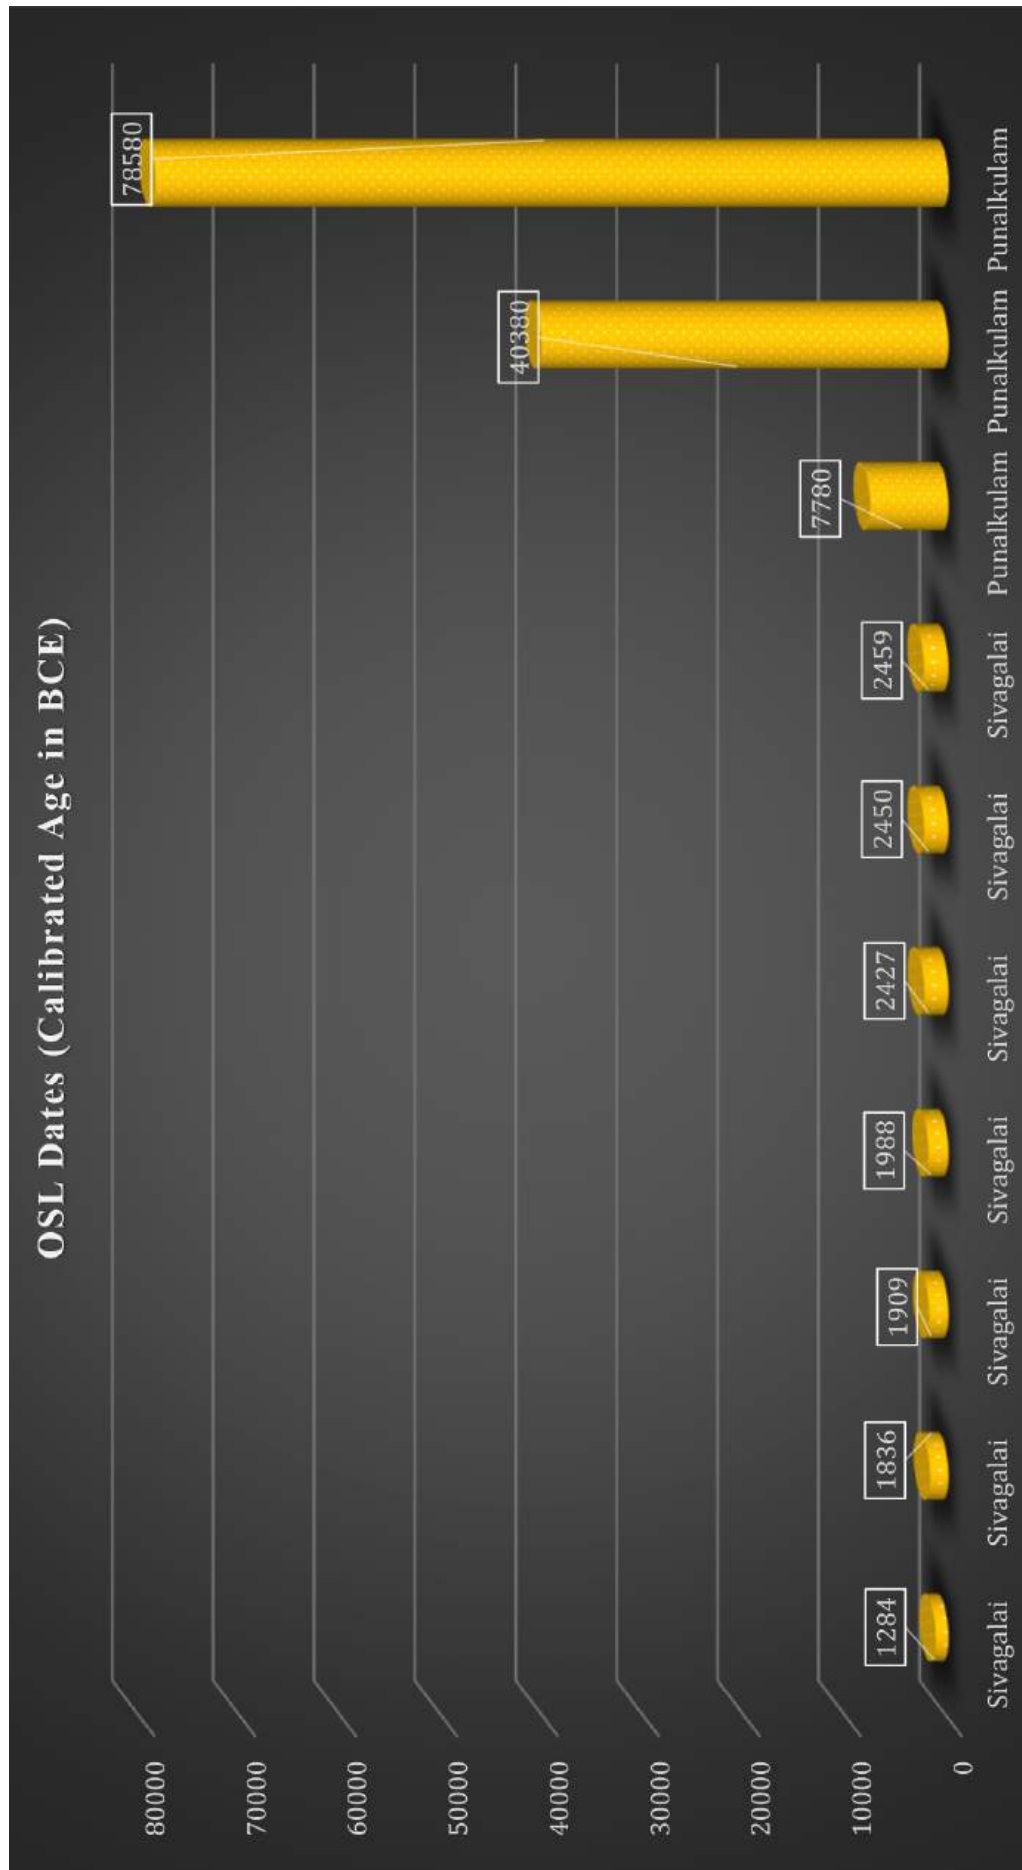 OSL Dates (Calibrated Age in BCE)
80000
70000
60000
50000
40000
30000
20000
10000
0
1284
1836
1909
1988
2427
2450
2459
7780
40380
78580
Sivagalai
Sivagalai
Sivagalai
Sivagalai
Sivagalai
Sivagalai
Sivagalai
Punalkulam
Punalkulam
Punalkulam